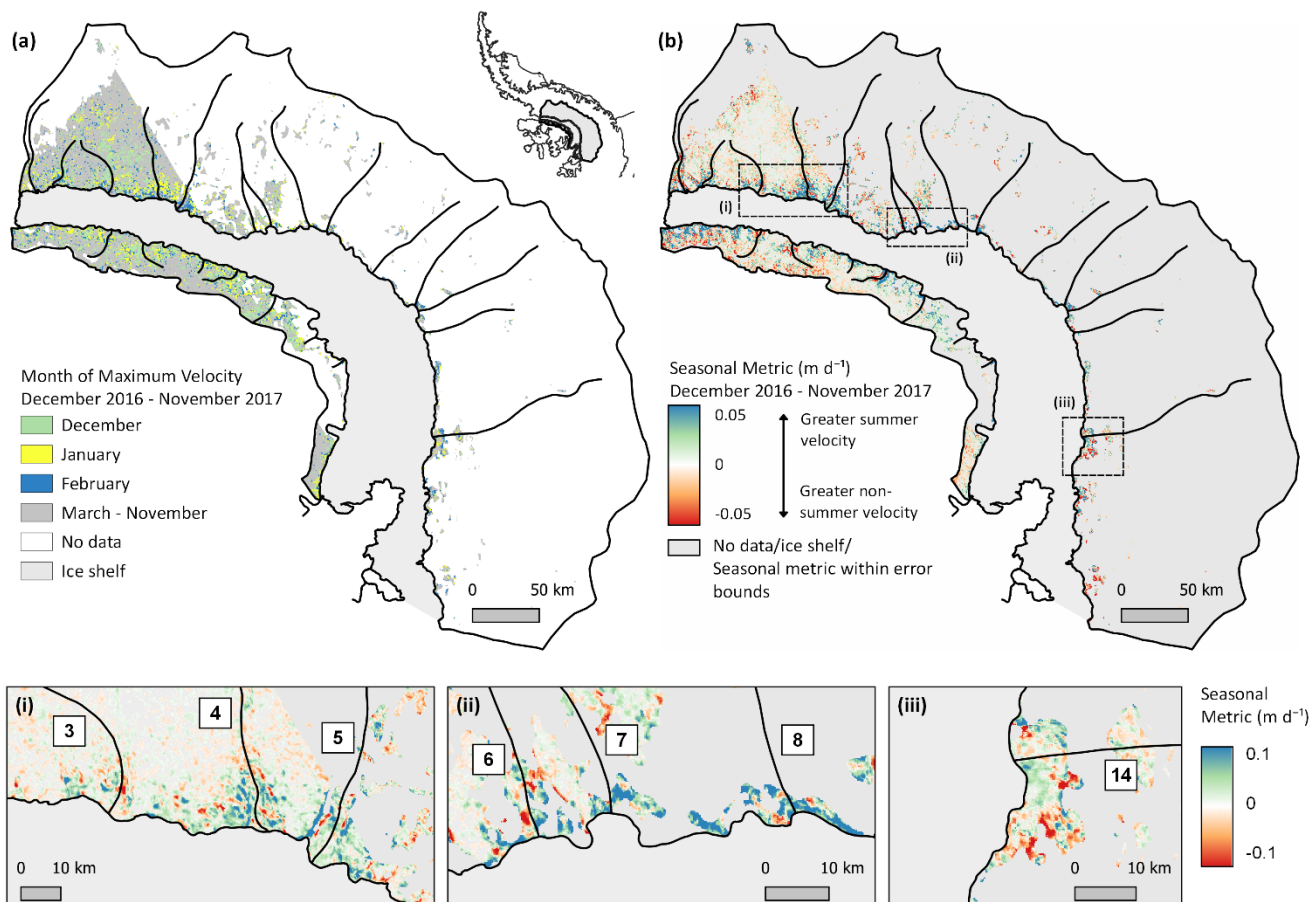 (a)
(b)
(i)
(ii)
(iii)
Month of Maximum Velocity
December 2016 - November 2017
December
January
February
March - November
No data
Ice shelf
0 50 km
Seasonal Metric (m d⁻¹)
December 2016 - November 2017
0.05
0
-0.05
Greater summer
velocity
Greater non-
summer velocity
No data/ice shelf/
Seasonal metric within error
bounds
0 50 km
(i)
3
4
5
0 10 km
(ii)
6
7
8
0 10 km
(iii)
14
0 10 km
Seasonal
Metric (m d⁻¹)
0.1
0
-0.1